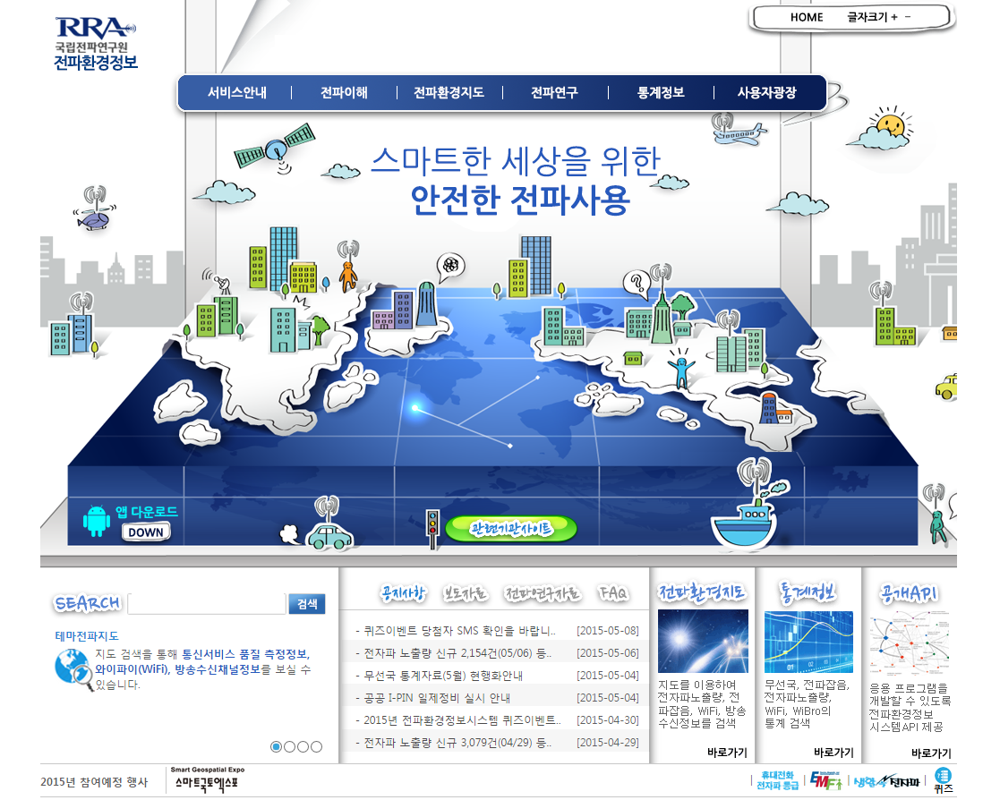 RRA
국립전파연구원
전파환경정보
HOME 글자크기 + −
서비스안내 전파이해 전파환경지도 전파연구 통계정보 사용자광장
스마트한 세상을 위한
안전한 전파사용
?
앱 다운로드
DOWN
관련기관사이트
SEARCH 검색
테마전파지도
지도 검색을 통해 통신서비스 품질 측정정보,
와이파이(WiFi), 방송수신채널정보를 보실 수
있습니다.
공지사항 보도자료 전파연구자료 FAQ
- 퀴즈이벤트 당첨자 SMS 확인을 바랍니.. [2015-05-08]
- 전자파 노출량 신규 2,154건(05/06) 등.. [2015-05-06]
- 무선국 통계자료(5월) 현행화안내 [2015-05-04]
- 공공 I-PIN 일제정비 실시 안내 [2015-05-04]
- 2015년 전파환경정보시스템 퀴즈이벤트.. [2015-04-30]
- 전자파 노출량 신규 3,079건(04/29) 등.. [2015-04-29]
전파환경지도
지도를 이용하여
전자파노출량, 전
파잡음, WiFi, 방송
수신정보를 검색
바로가기
통계정보
01 02
무선국, 전파잡음,
전자파노출량,
WiFi, WiBro의
통계 검색
바로가기
공개API
응용 프로그램을
개발할 수 있도록
전파환경정보
시스템API 제공
바로가기
2015년 참여예정 행사
Smart Geospatial Expo
스마트국토엑스포
휴대전화
전자파 등급
EMF
생활속 전자파
퀴즈